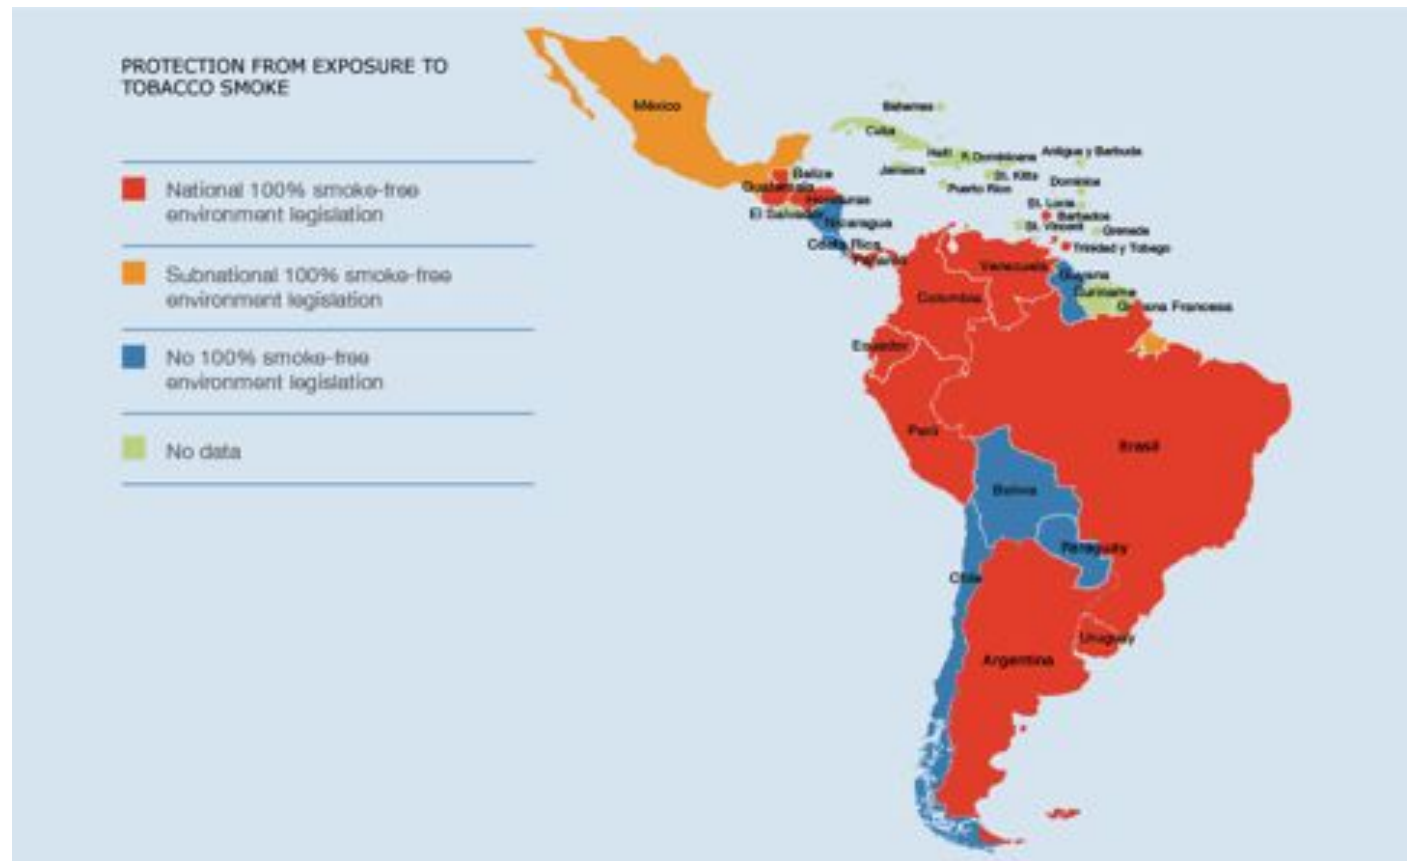 PROTECTION FROM EXPOSURE TO
TOBACCO SMOKE
National 100% smoke-free
environment legislation
Subnational 100% smoke-free
environment legislation
No 100% smoke-free
environment legislation
No data
México
Bahamas
Cuba
Haití
R. Dominicana
Antigua y Barbuda
Jamaica
St. Kitts
Puerto Rico
Dominica
Belize
Guatemala
Honduras
El Salvador
Nicaragua
Costa Rica
Panamá
St. Lucia
Barbados
St. Vincent
Grenada
Trinidad y Tobago
Venezuela
Guyana
Suriname
Guyana Francesa
Colombia
Ecuador
Perú
Brasil
Bolivia
Paraguay
Chile
Uruguay
Argentina